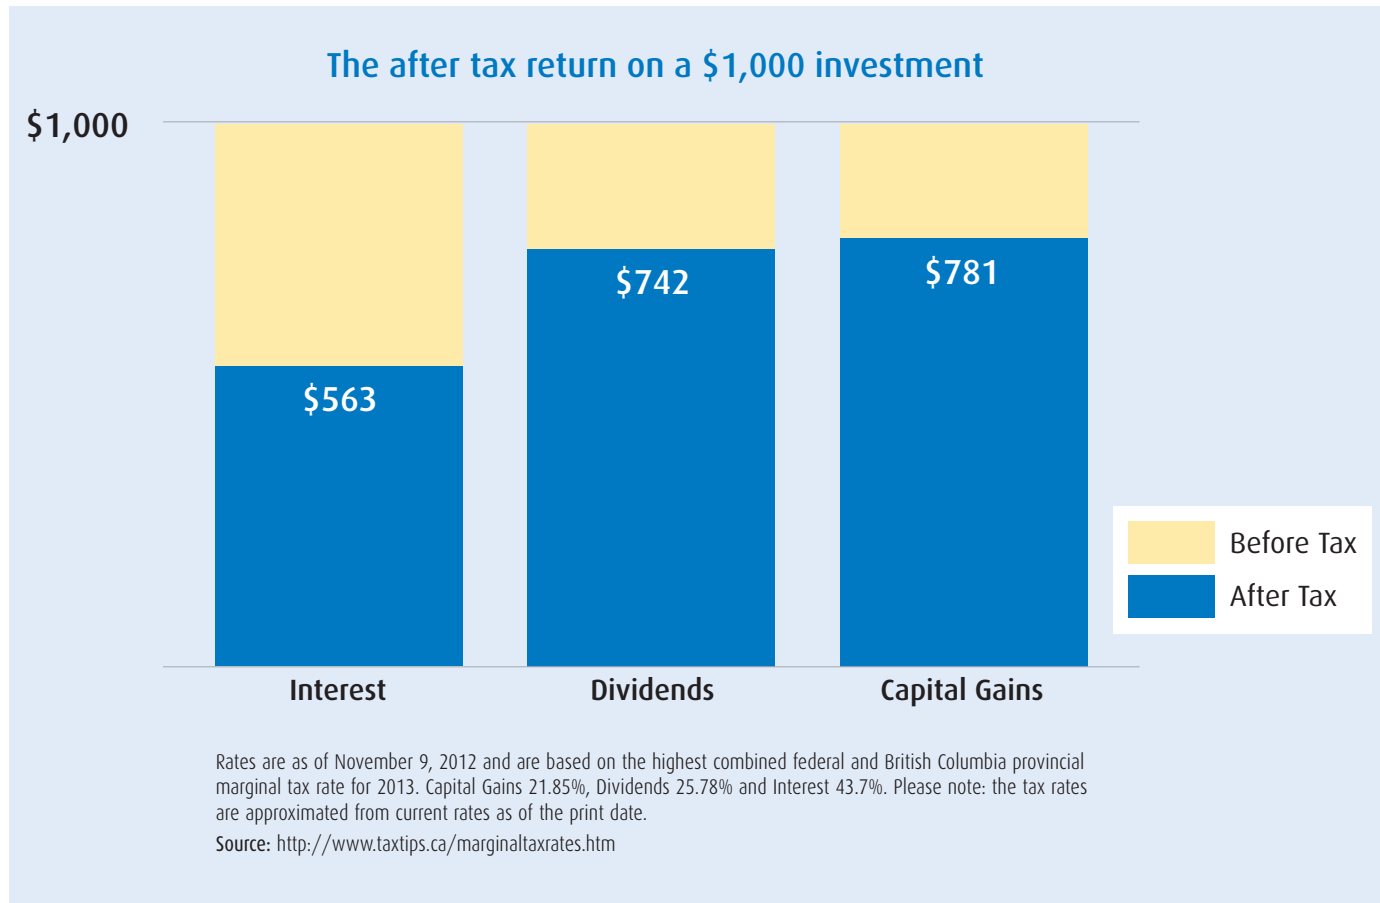 The after tax return on a $1,000 investment
$1,000
$563
$742
$781
Before Tax
After Tax
Interest
Dividends
Capital Gains
Rates are as of November 9, 2012 and are based on the highest combined federal and British Columbia provincial
marginal tax rate for 2013. Capital Gains 21.85%, Dividends 25.78% and Interest 43.7%. Please note: the tax rates
are approximated from current rates as of the print date.
Source: http://www.taxtips.ca/marginaltaxrates.htm